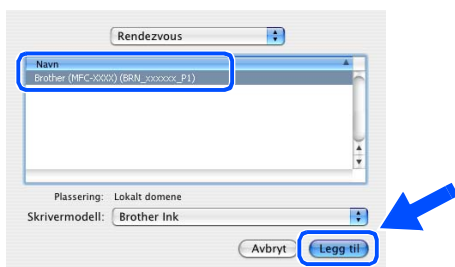 Rendezvous
Navn
Brother (MFC-XXXX) (BRN_xxxxxx_P1)
Plassering: Lokalt domene
Skrivermodell: Brother Ink
Avbryt Legg til